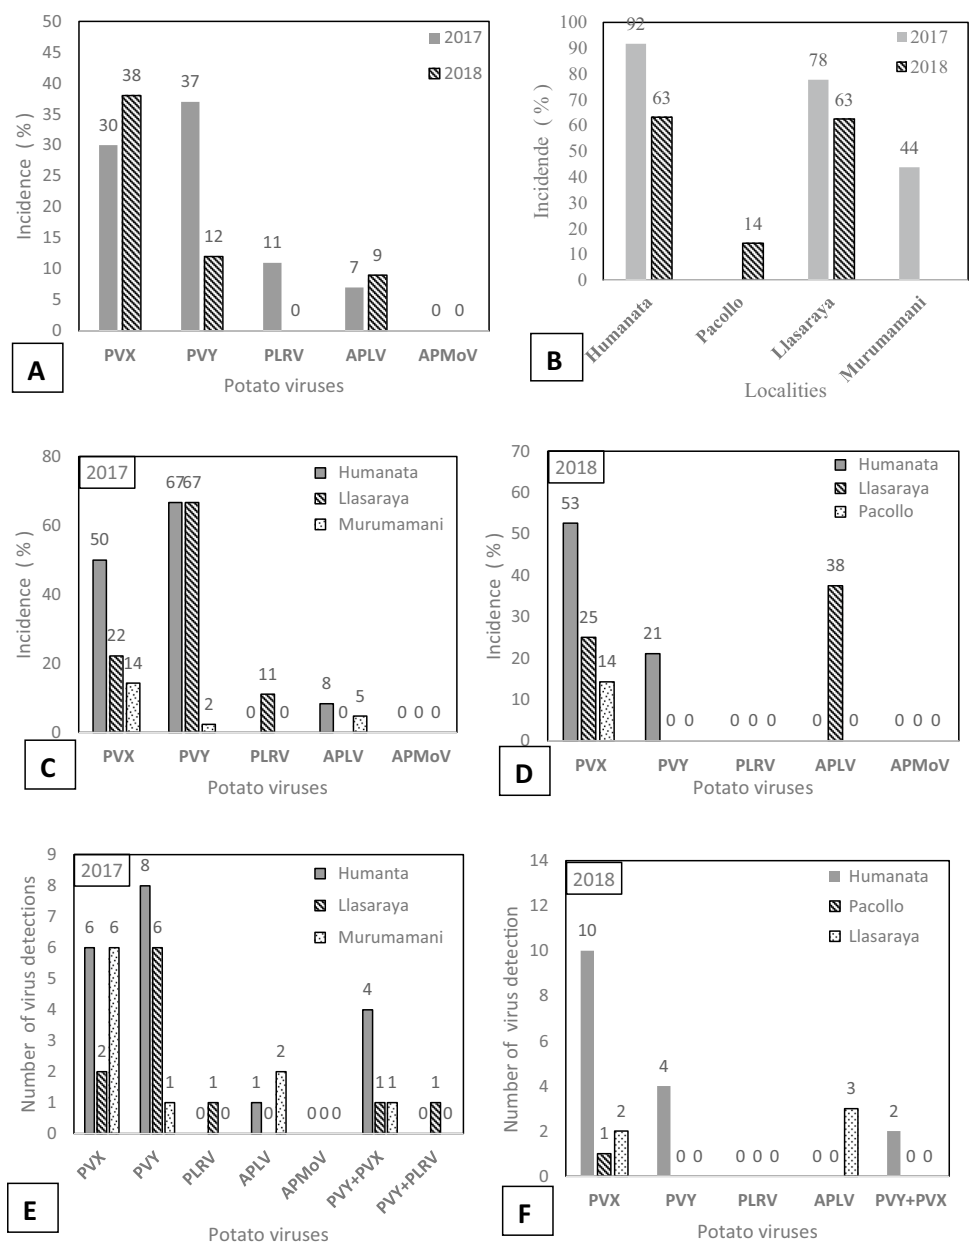 50
45
40
35
30
25
20
15
10
5
0
Incidence (%)
2017
2018
30
38
37
12
11
0
7
9
0 0
PVX PVY PLRV APLV APMoV
Potato viruses
A
100
90
80
70
60
50
40
30
20
10
0
Incidende (%)
2017
2018
92
63
14
78
63
44
Humanata
Pacollo
Llasaraya
Murumamani
Localities
B
80
60
40
20
0
Incidence (%)
2017
Humanata
Llasaraya
Murumamani
50
22
14
67 67
2
0 11 0
8 0 5
0 0 0
PVX PVY PLRV APLV APMoV
Potato viruses
C
70
60
50
40
30
20
10
0
Incidence (%)
2018
Humanata
Llasaraya
Pacollo
53
25
14
21 0 0
0 0 0
0 38 0
0 0 0
PVX PVY PLRV APLV APMoV
Potato viruses
D
9
8
7
6
5
4
3
2
1
0
Number of virus detections
2017
Humanta
Llasaraya
Murumamani
6 2 6
8 6 1
0 1 0
1 0 2
0 0 0
4 1 1
0 1 0
PVX
PVY
PLRV
APLV
APMoV
PVY+PVX
PVY+PLRV
Potato viruses
E
14
12
10
8
6
4
2
0
Number of virus detection
2018
Humanata
Pacollo
Llasaraya
10 1 2
4 0 0
0 0 0
0 0 3
2 0 0
PVX PVY PLRV APLV PVY+PVX
Potato viruses
F